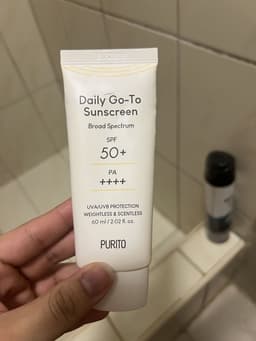 Daily Go-To
Sunscreen
Broad Spectrum
SPF
50+
PA
++++
UVA/UVB PROTECTION
WEIGHTLESS & SCENTLESS
60 ml / 2.02 fl. oz.
PURITO